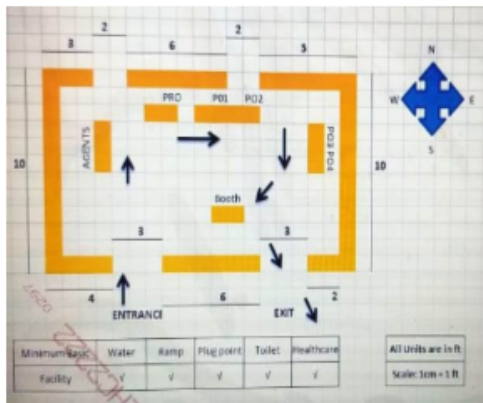 2 2
3 6 5
N
W E
S
PRO PO1 PO2
AGENTS
PO3 PO4
10
10
Booth
3 3
4 6 2
ENTRANCE EXIT
Minimum Basic Water Ramp Plug point Toilet Healthcare
Facility √ √ √ √ √
All Units are in ft
Scale: 1cm = 1 ft